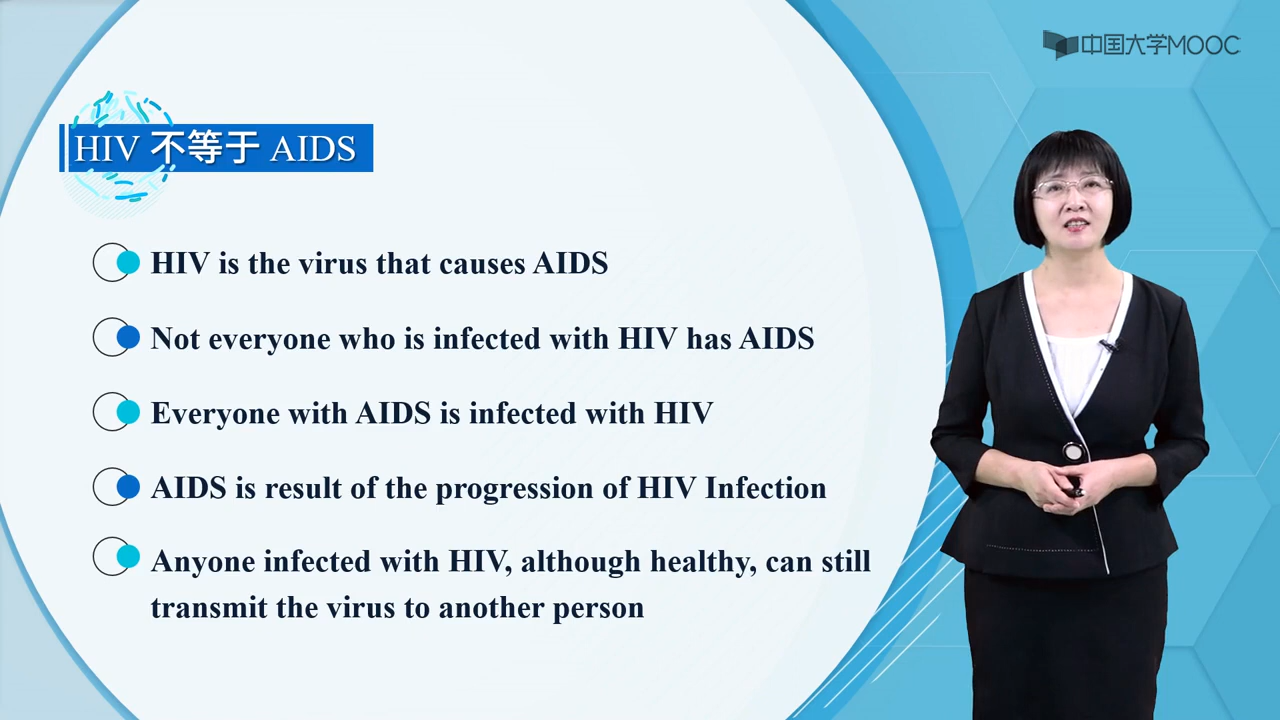 中国大学MOOC
HIV 不等于 AIDS
HIV is the virus that causes AIDS
Not everyone who is infected with HIV has AIDS
Everyone with AIDS is infected with HIV
AIDS is result of the progression of HIV Infection
Anyone infected with HIV, although healthy, can still
transmit the virus to another person